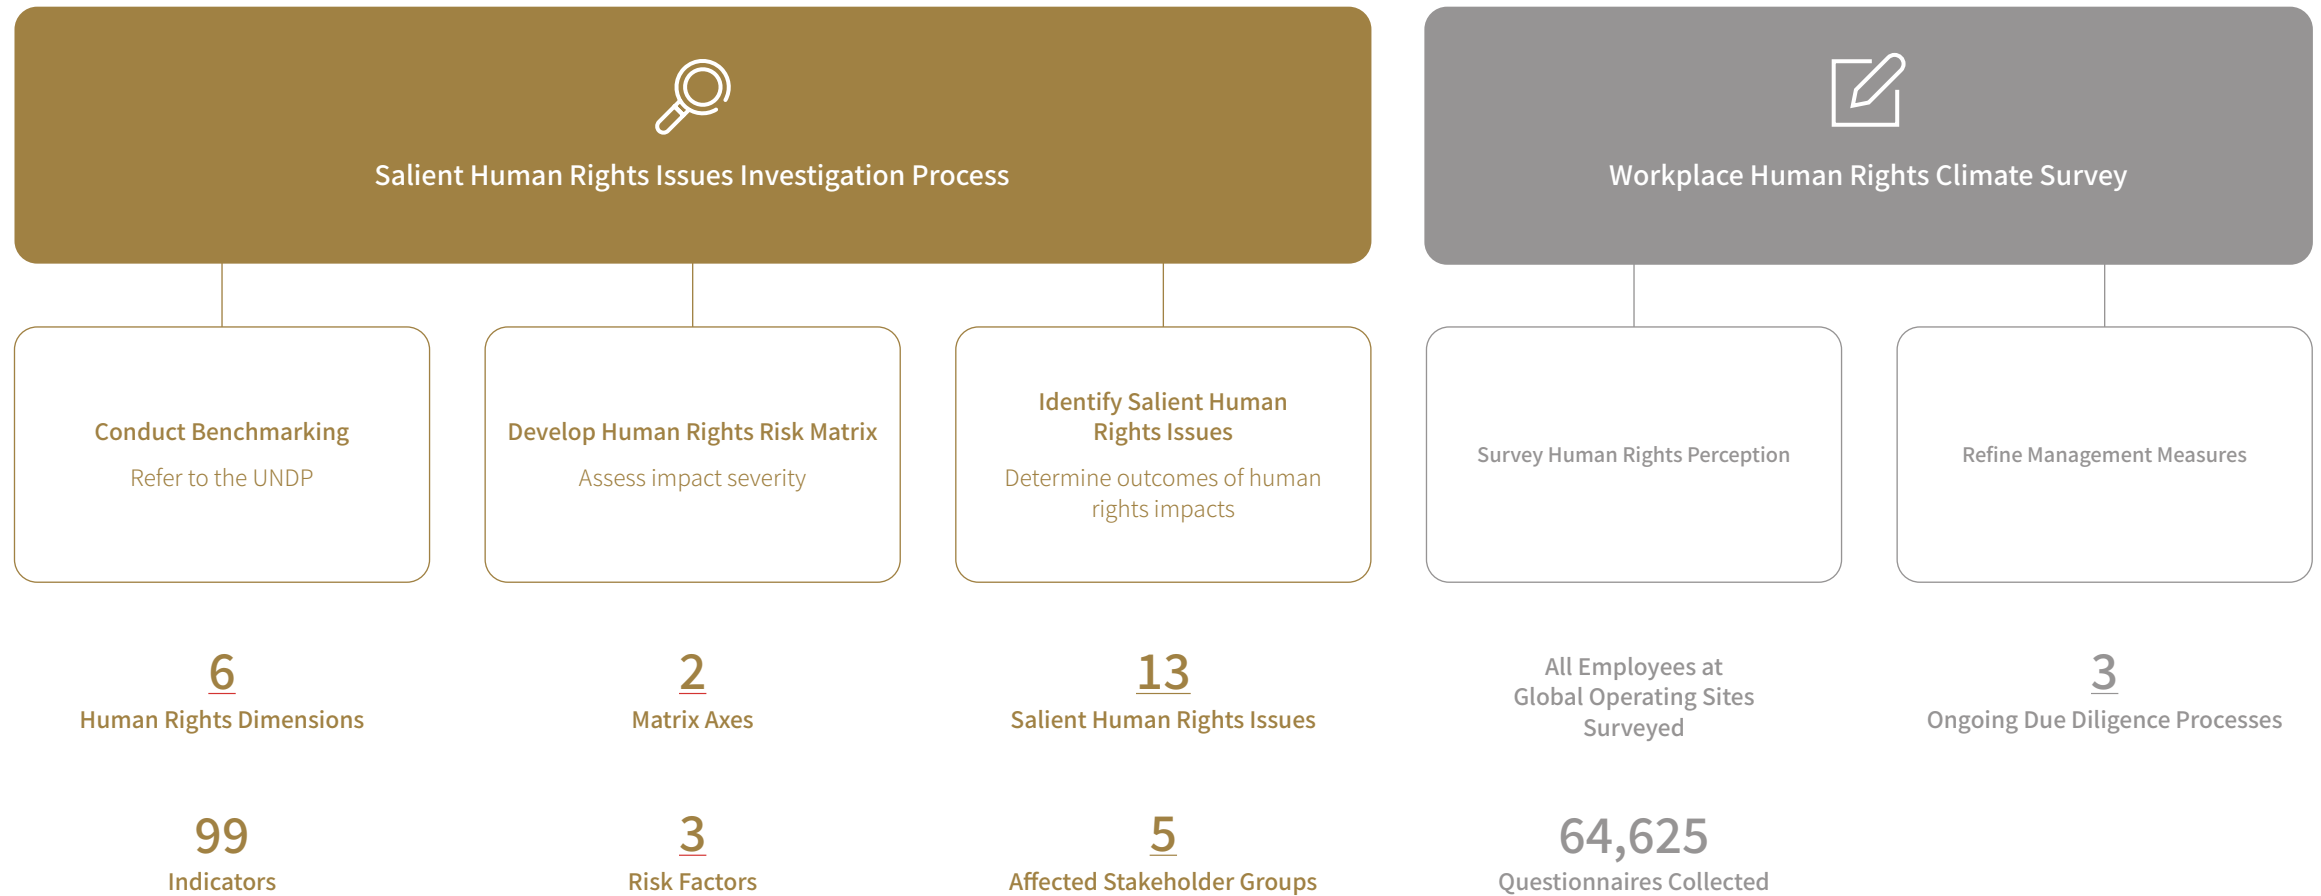 Salient Human Rights Issues Investigation Process
Workplace Human Rights Climate Survey
Conduct Benchmarking
Refer to the UNDP
Develop Human Rights Risk Matrix
Assess impact severity
Identify Salient Human
Rights Issues
Determine outcomes of human
rights impacts
Survey Human Rights Perception
Refine Management Measures
6
Human Rights Dimensions
2
Matrix Axes
13
Salient Human Rights Issues
All Employees at
Global Operating Sites
Surveyed
3
Ongoing Due Diligence Processes
99
Indicators
3
Risk Factors
5
Affected Stakeholder Groups
64,625
Questionnaires Collected